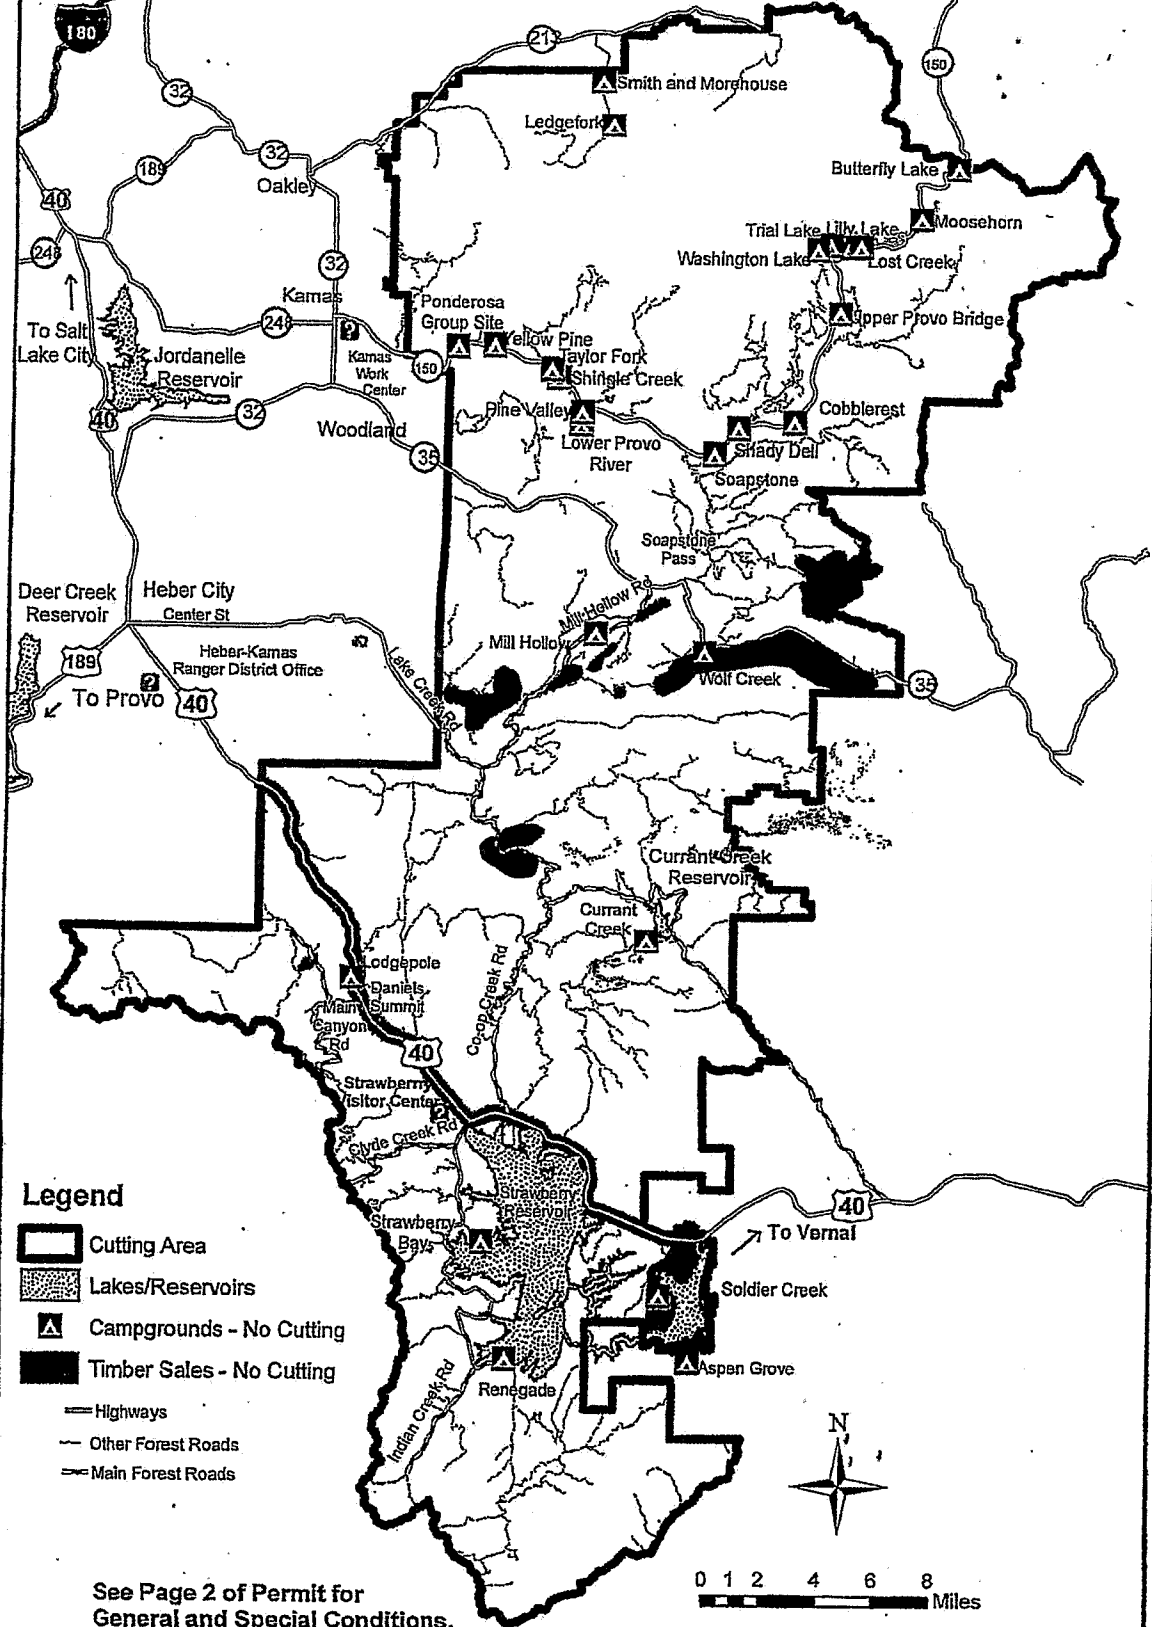 180
213
150
32
Smith and Morehouse
Ledgefork
189
32
Oakley
Butterfly Lake
40
248
Moosehorn
Trial Lake
Lilly Lake
Washington Lake
Lost Creek
32
Kamas
Ponderosa
Group Site
248
Upper Provo Bridge
To Salt
Lake City
Jordanelle
Reservoir
Kamas
Work
Center
150
Yellow Pine
Taylor Fork
Shingle Creek
40
32
Woodland
35
Pine Valley
Lower Provo
River
Cobblerest
Shady Dell
Soapstone
Soapstone
Pass
Deer Creek
Reservoir
Heber City
Center St
Mill Hollow Rd
Mill Hollow
189
Heber-Kamas
Ranger District Office
Lake Creek Rd
Wolf Creek
35
To Provo
40
Currant Creek
Reservoir
Currant
Creek
Lodgepole
Daniels
Summit
Main
Canyon
Rd
Co-op Creek Rd
40
Strawberry
Visitor Center
Clyde Creek Rd
Strawberry
Reservoir
Strawberry
Bay
40
To Vernal
Soldier Creek
Aspen Grove
Renegade
Indian Creek Rd
Legend
Cutting Area
Lakes/Reservoirs
Campgrounds - No Cutting
Timber Sales - No Cutting
Highways
Other Forest Roads
Main Forest Roads
N
0 1 2 4 6 8
Miles
See Page 2 of Permit for
General and Special Conditions.